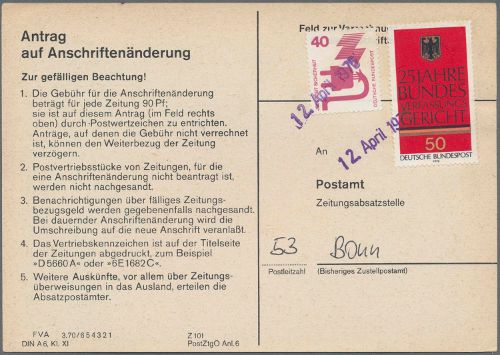 Antrag
auf Anschriftenänderung
Zur gefälligen Beachtung!
1. Die Gebühr für die Anschriftenänderung
beträgt für jede Zeitung 90 Pf;
sie ist auf diesem Antrag (im Feld rechts
oben) durch Postwertzeichen zu entrichten.
Anträge, auf denen die Gebühr nicht verrechnet
ist, können den Weiterbezug der Zeitung
verzögern.
2. Postvertriebsstücke von Zeitungen, für die
eine Anschriftenänderung nicht beantragt ist,
werden nicht nachgesandt.
3. Benachrichtigungen über fälliges Zeitungs-
bezugsgeld werden gegebenenfalls nachgesandt.
Bei dauernder Anschriftenänderung wird die
Umschreibung auf die neue Anschrift veranlaßt.
4. Das Vertriebskennzeichen ist auf der Titelseite
der Zeitungen abgedruckt, zum Beispiel
»D5660A« oder »6E1682C«.
5. Weitere Auskünfte, vor allem über Zeitungs-
überweisungen in das Ausland, erteilen die
Absatzpostämter.
FVA 3.70/654321
DIN A6, Kl. XI
Z 101
PostZtgO Anl. 6
Feld zur
40
DEUTSCHE BUNDESPOST
12. April 1976
25 JAHRE
BUNDES
VERFASSUNGS
GERICHT
50
DEUTSCHE BUNDESPOST
12. April
An
Postamt
Zeitungsabsatzstelle
53 Bonn
Postleitzahl
(Bisheriges Zustellpostamt)